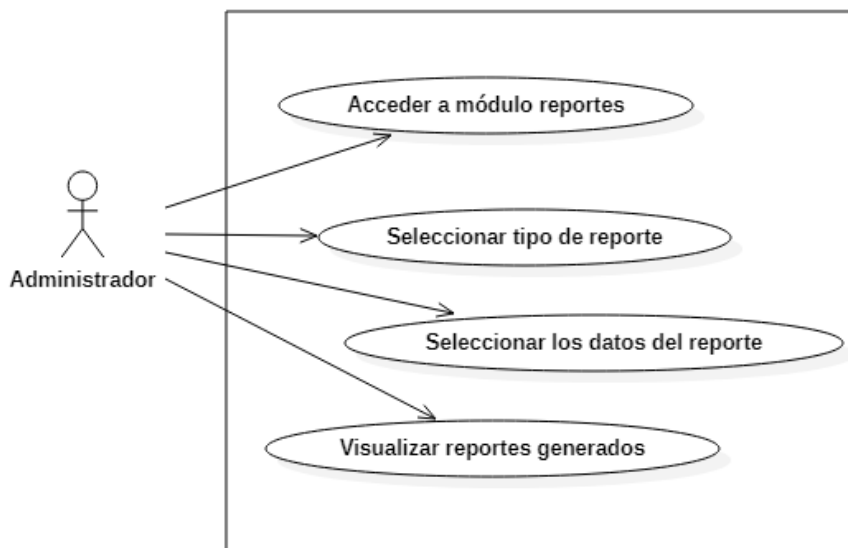 Acceder a módulo reportes
Seleccionar tipo de reporte
Administrador
Seleccionar los datos del reporte
Visualizar reportes generados